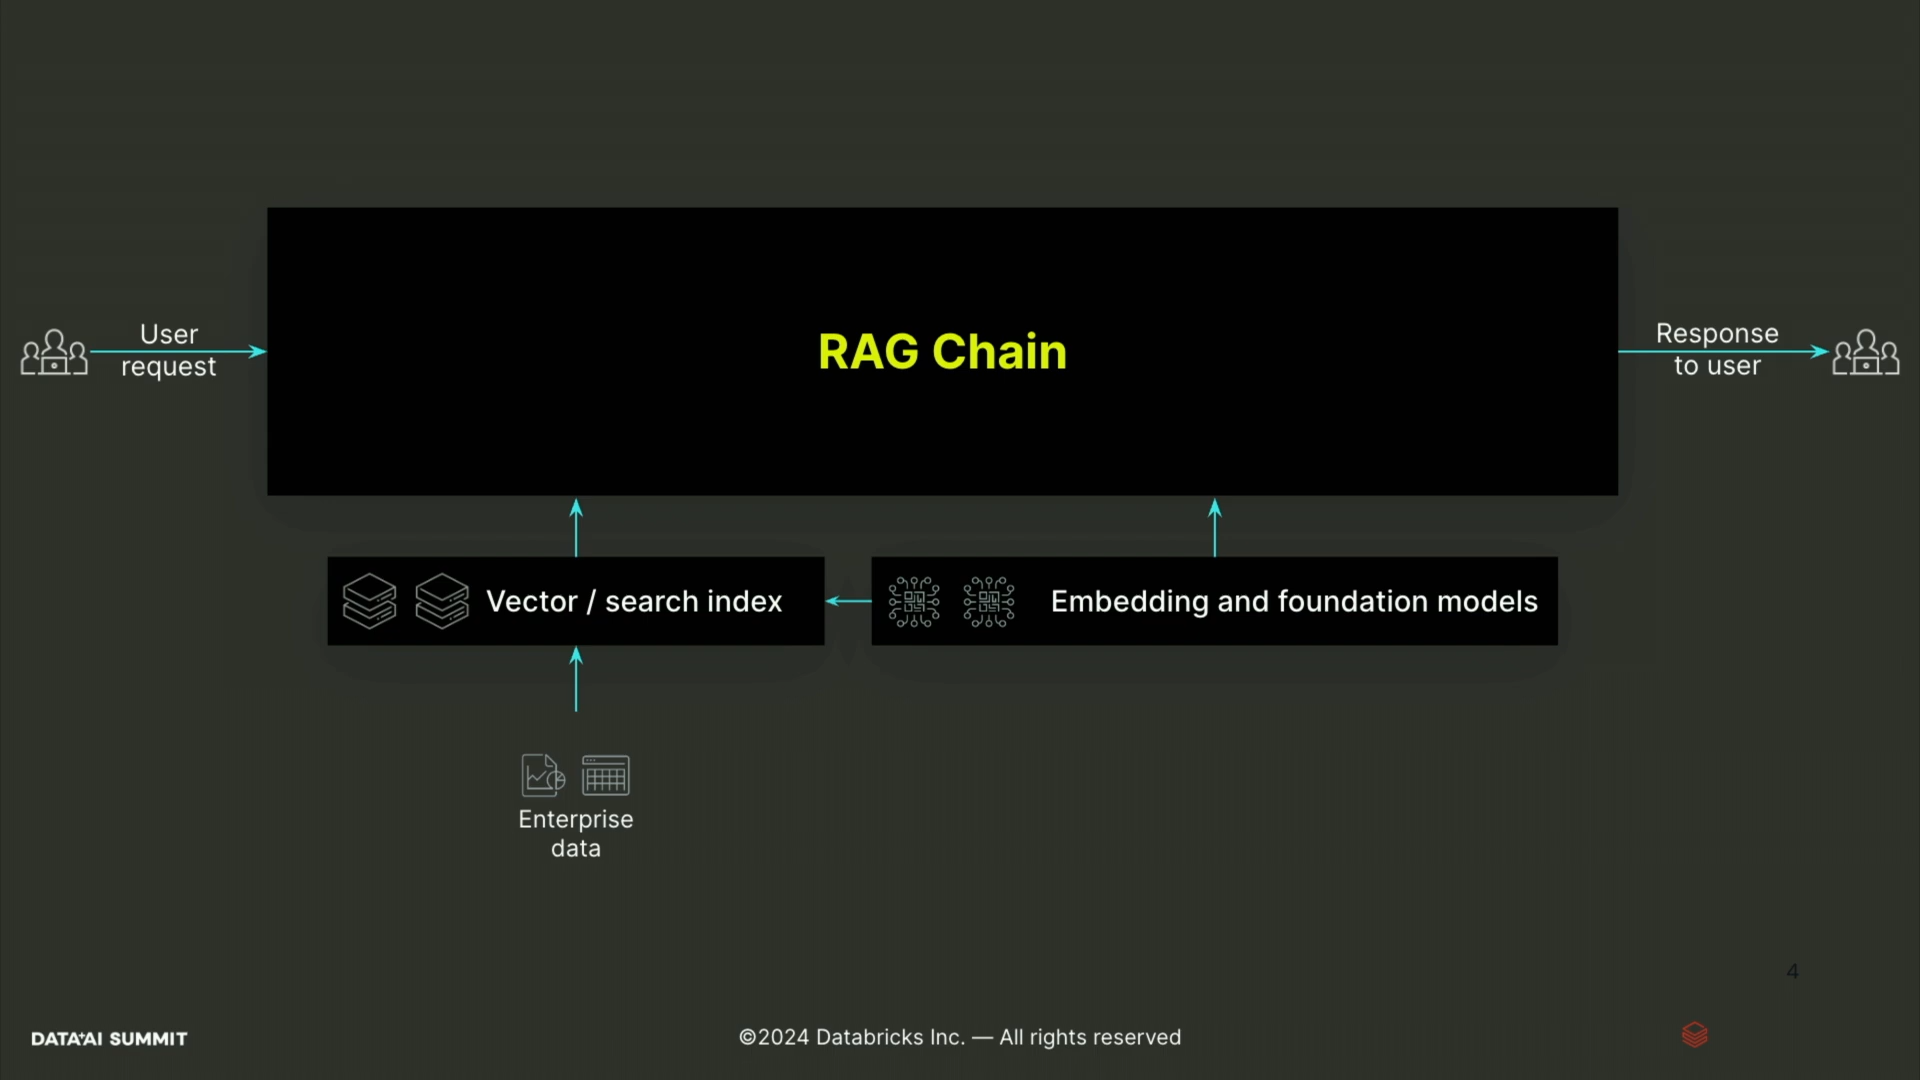 User
request
RAG Chain
Response
to user
Vector / search index
Embedding and foundation models
Enterprise
data
4
DATA+AI SUMMIT
©2024 Databricks Inc. — All rights reserved